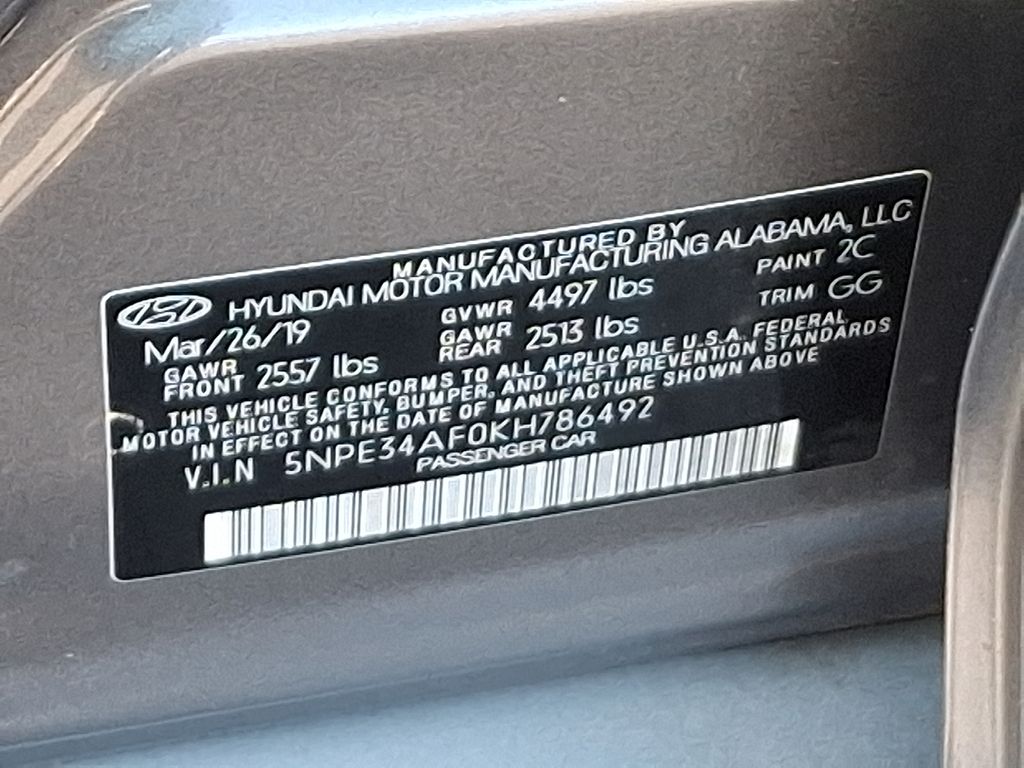 MANUFACTURED BY
HYUNDAI MOTOR MANUFACTURING ALABAMA, LLC
Mar/26/19 GVWR 4497 lbs PAINT 2C
GAWR FRONT 2557 lbs GAWR REAR 2513 lbs TRIM GG
THIS VEHICLE CONFORMS TO ALL APPLICABLE U.S.A. FEDERAL
MOTOR VEHICLE SAFETY, BUMPER, AND THEFT PREVENTION STANDARDS
IN EFFECT ON THE DATE OF MANUFACTURE SHOWN ABOVE
V.I.N 5NPE34AF0KH786492
PASSENGER CAR